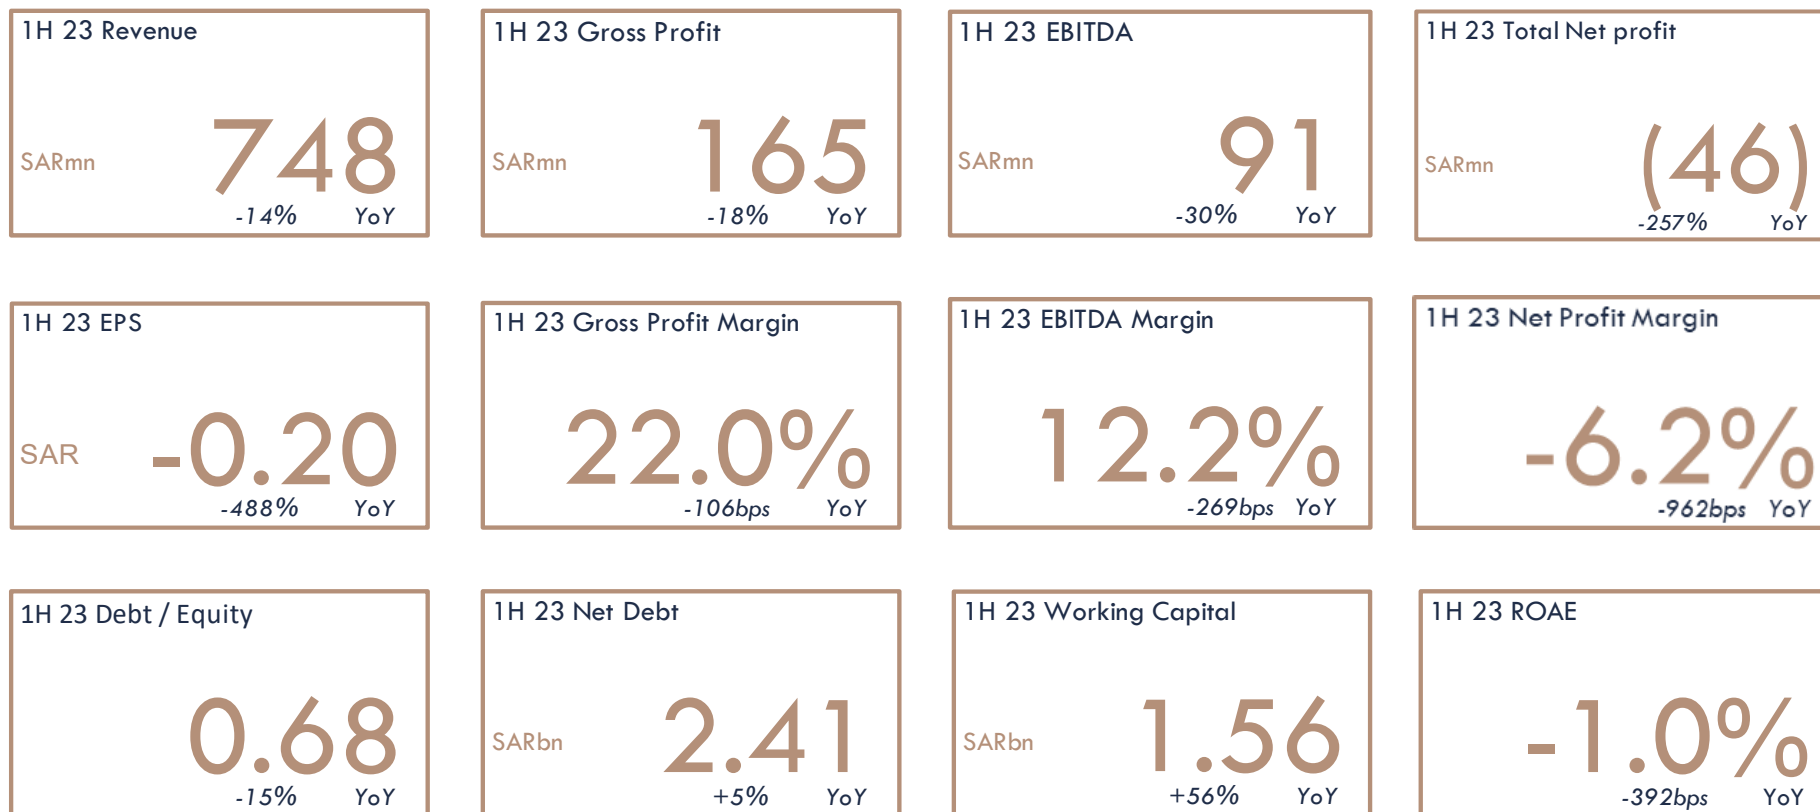 1H 23 Revenue
SARmn 748
-14% YoY
1H 23 Gross Profit
SARmn 165
-18% YoY
1H 23 EBITDA
SARmn 91
-30% YoY
1H 23 Total Net profit
SARmn (46)
-257% YoY
1H 23 EPS
SAR -0.20
-488% YoY
1H 23 Gross Profit Margin
22.0%
-106bps YoY
1H 23 EBITDA Margin
12.2%
-269bps YoY
1H 23 Net Profit Margin
-6.2%
-962bps YoY
1H 23 Debt / Equity
0.68
-15% YoY
1H 23 Net Debt
SARbn 2.41
+5% YoY
1H 23 Working Capital
SARbn 1.56
+56% YoY
1H 23 ROAE
-1.0%
-392bps YoY